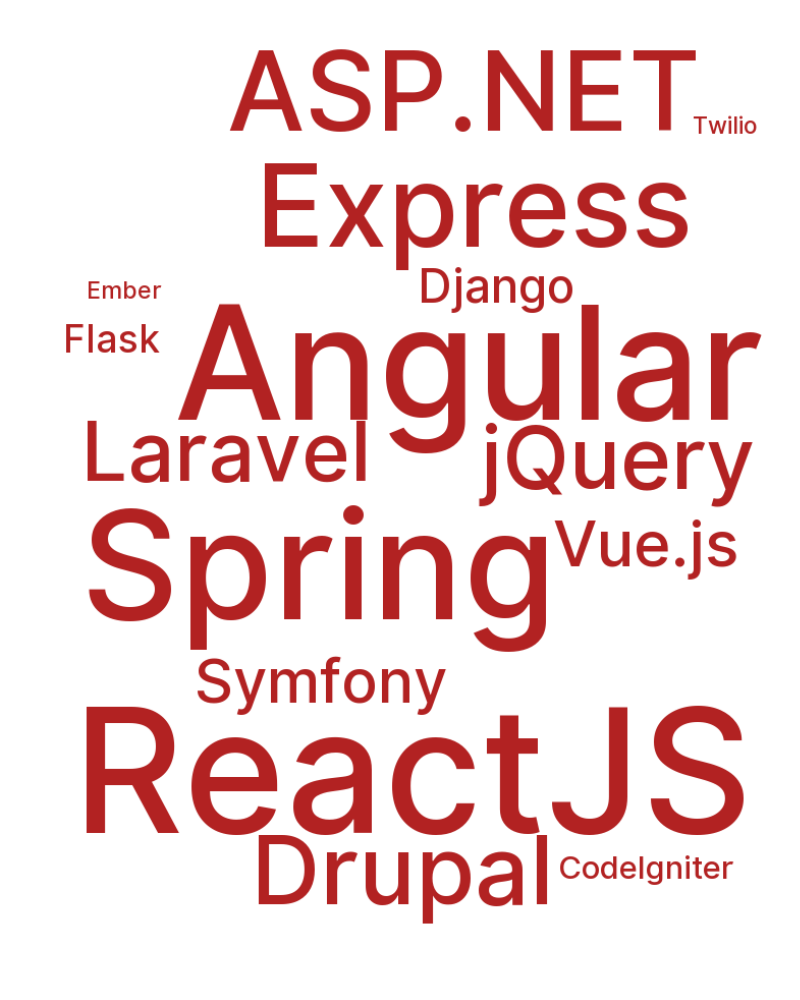 ASP.NET
Twilio
Express
Django
Ember
Flask
Angular
Laravel
jQuery
Spring
Vue.js
Symfony
ReactJS
Drupal
CodeIgniter